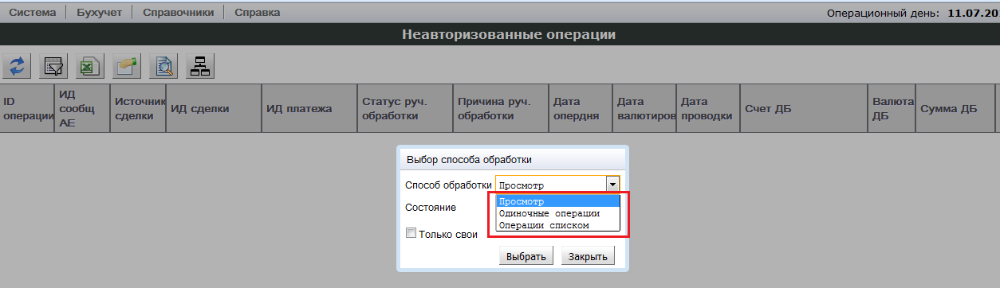 Система Бухучет Справочники Справка Операционный день: 11.07.20
Неавторизованные операции
ID операции ИД сообщ АЕ Источник сделки ИД сделки ИД платежа Статус руч. обработки Причина руч. обработки Дата опердня Дата валютиров Дата проводки Счет ДБ Валюта ДБ Сумма ДБ
Выбор способа обработки
Способ обработки Просмотр
Просмотр
Состояние
Одиночные операции
Операции списком
Только свои
Выбрать Закрыть